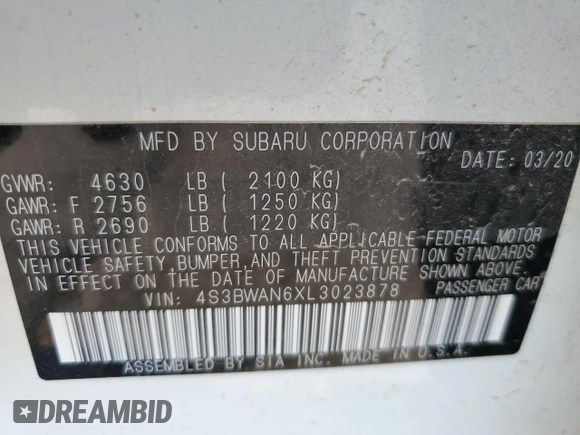 MFD BY SUBARU CORPORATION
DATE: 03/20
GVWR: 4630 LB ( 2100 KG)
GAWR: F 2756 LB ( 1250 KG)
GAWR: R 2690 LB ( 1220 KG)
THIS VEHICLE CONFORMS TO ALL APPLICABLE FEDERAL MOTOR
VEHICLE SAFETY BUMPER, AND THEFT PREVENTION STANDARDS
IN EFFECT ON THE DATE OF MANUFACTURE SHOWN ABOVE.
VIN: 4S3BWAN6XL3023878 PASSENGER CAR
ASSEMBLED BY SIA INC. MADE IN U.S.A.
DREAMBID